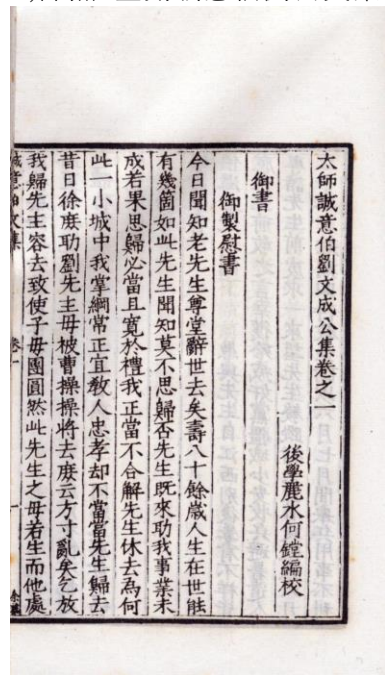 太師誠意伯劉文成公集卷之一
後學麗水何鏜編校
御書
御製慰書
今日聞知老先生尊堂辭世去矣壽八十餘歲人生在世能
有幾箇如此先生聞知莫不思歸否先生既來助我事業未
成若果思歸必當且寬於禮我正當不合解先生休去為何
此一小城中我掌綱常正宜教人忠孝却不當當先生歸去
昔日徐庶助劉先主毋被曹操操將去庶云方寸亂矣乞放
我歸先主容去致使子毋團圓然此先生之毋若生而他處
誠意伯文集
卷一
一